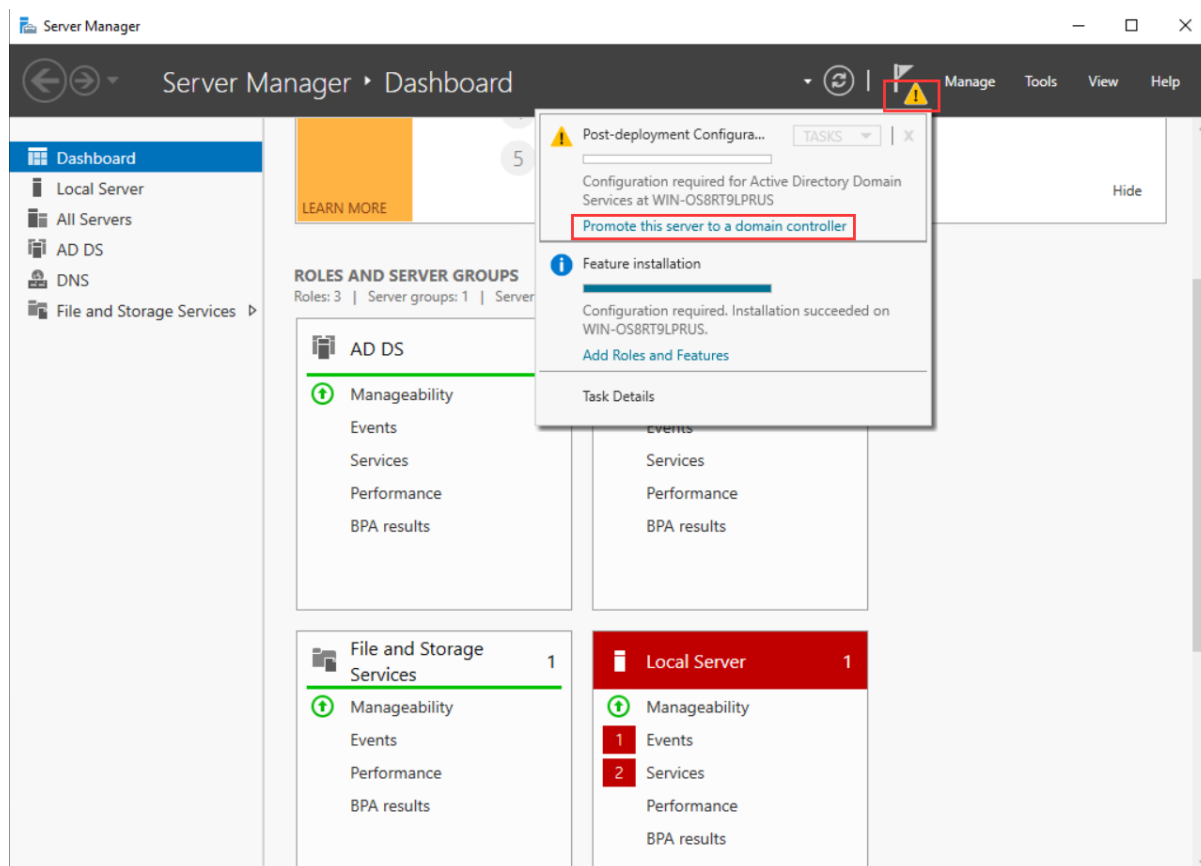 Server Manager
Server Manager ‣ Dashboard
Manage
Tools
View
Help
Dashboard
Local Server
All Servers
AD DS
DNS
File and Storage Services
5
LEARN MORE
Hide
Post-deployment Configura...
TASKS
X
Configuration required for Active Directory Domain
Services at WIN-OS8RT9LPRUS
Promote this server to a domain controller
Feature installation
Configuration required. Installation succeeded on
WIN-OS8RT9LPRUS.
Add Roles and Features
Task Details
ROLES AND SERVER GROUPS
Roles: 3 | Server groups: 1 | Server
AD DS
Manageability
Events
Services
Performance
BPA results
Events
Services
Performance
BPA results
File and Storage
Services
1
Manageability
Events
Performance
BPA results
Local Server
1
Manageability
1 Events
2 Services
Performance
BPA results